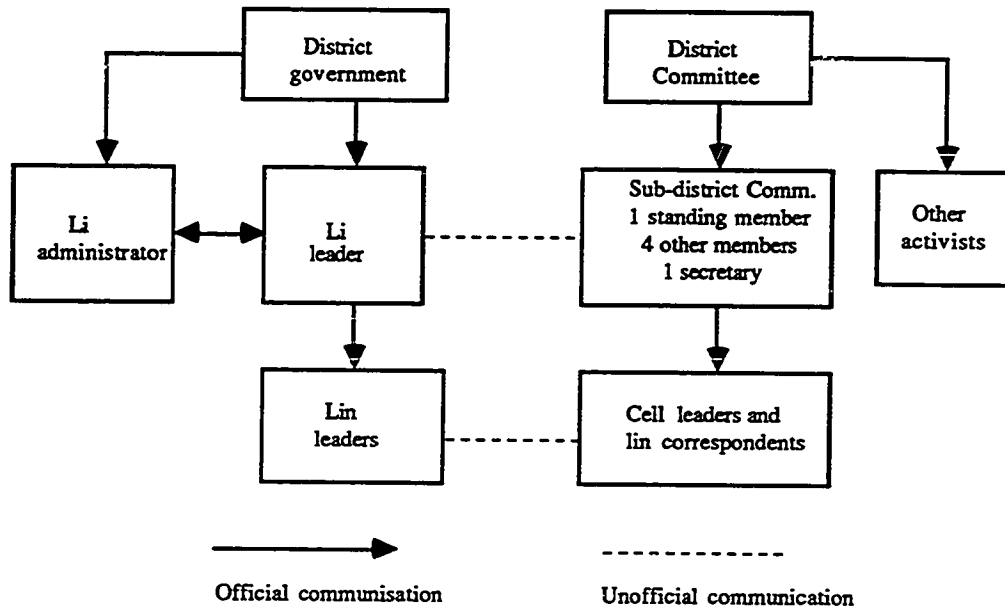 District
government
District
Committee
Li
administrator
Li
leader
Sub-district Comm.
1 standing member
4 other members
1 secretary
Other
activists
Lin
leaders
Cell leaders and
lin correspondents
Official communisation
Unofficial communication